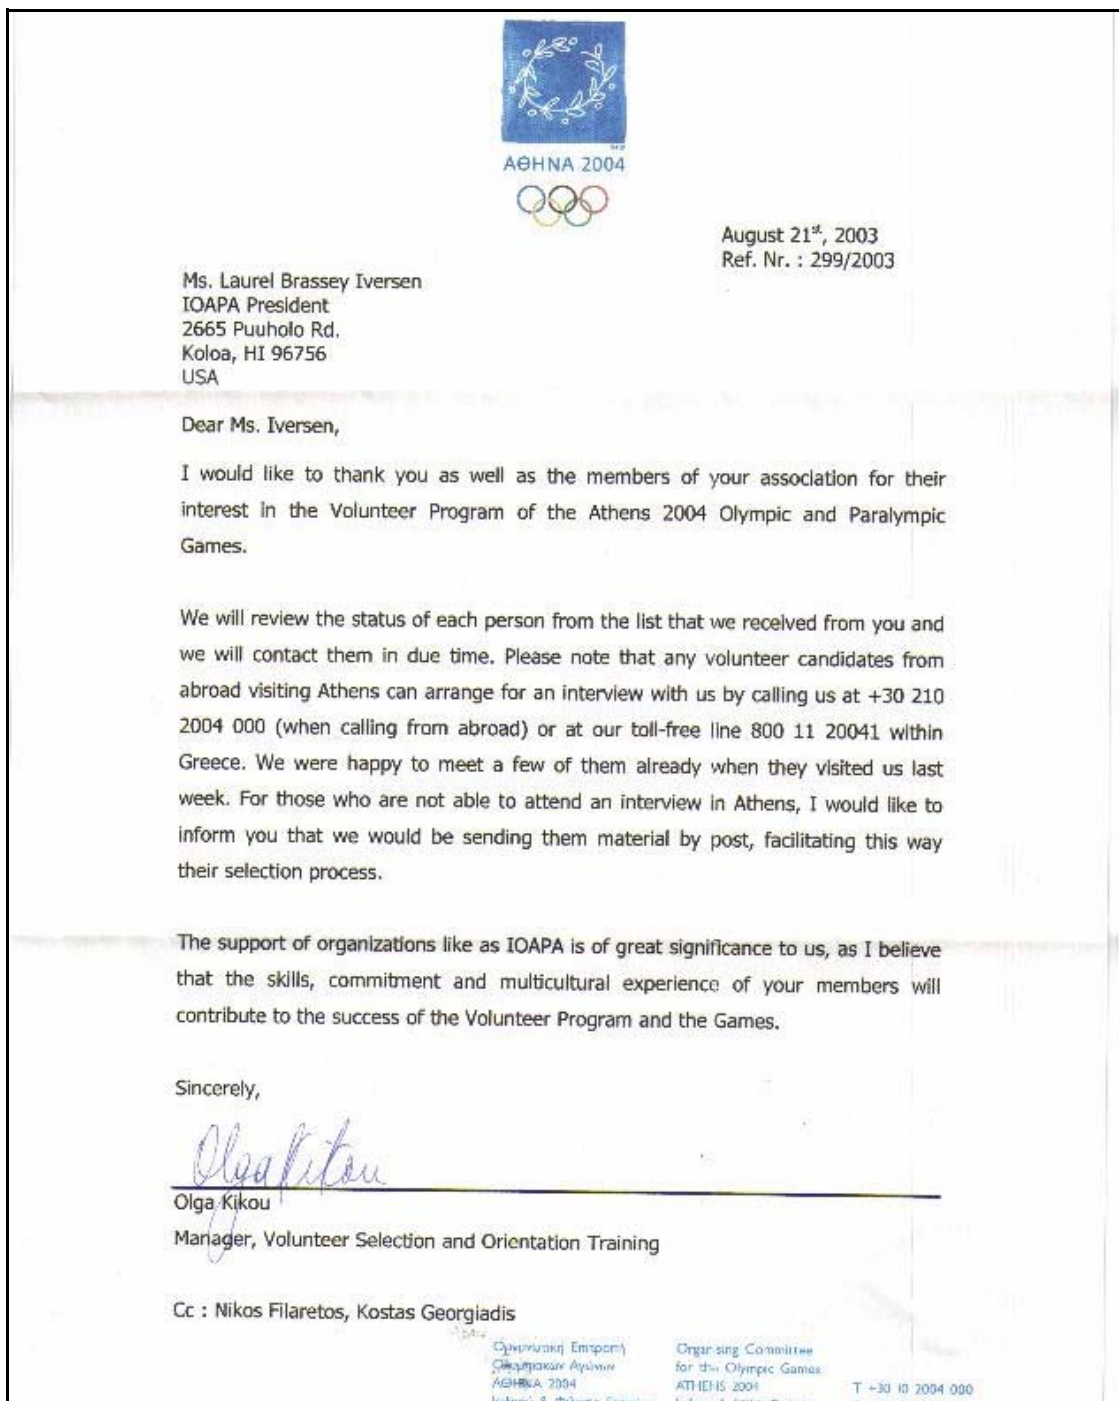 ΑΘΗΝΑ 2004
August 21st, 2003
Ref. Nr. : 299/2003
Ms. Laurel Brassey Iversen
IOAPA President
2665 Puuholo Rd.
Koloa, HI 96756
USA
Dear Ms. Iversen,
I would like to thank you as well as the members of your association for their
interest in the Volunteer Program of the Athens 2004 Olympic and Paralympic
Games.
We will review the status of each person from the list that we received from you and
we will contact them in due time. Please note that any volunteer candidates from
abroad visiting Athens can arrange for an interview with us by calling us at +30 210
2004 000 (when calling from abroad) or at our toll-free line 800 11 20041 within
Greece. We were happy to meet a few of them already when they visited us last
week. For those who are not able to attend an interview in Athens, I would like to
inform you that we would be sending them material by post, facilitating this way
their selection process.
The support of organizations like as IOAPA is of great significance to us, as I believe
that the skills, commitment and multicultural experience of your members will
contribute to the success of the Volunteer Program and the Games.
Sincerely,
Olga Kikou
Olga Kikou
Manager, Volunteer Selection and Orientation Training
Cc : Nikos Filaretos, Kostas Georgiadis
Οργανωτική Επιτροπή
Ολυμπιακών Αγώνων
ΑΘΗΝΑ 2004
Organising Committee
for the Olympic Games
ATHENS 2004
T +30 10 2004 000